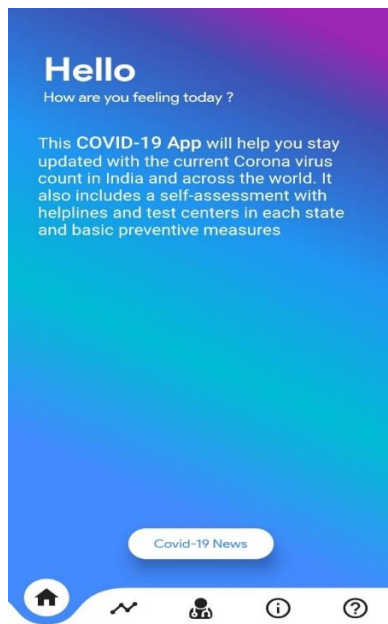 Hello
How are you feeling today ?
This COVID-19 App will help you stay
updated with the current Corona virus
count in India and across the world. It
also includes a self-assessment with
helplines and test centers in each state
and basic preventive measures
Covid-19 News